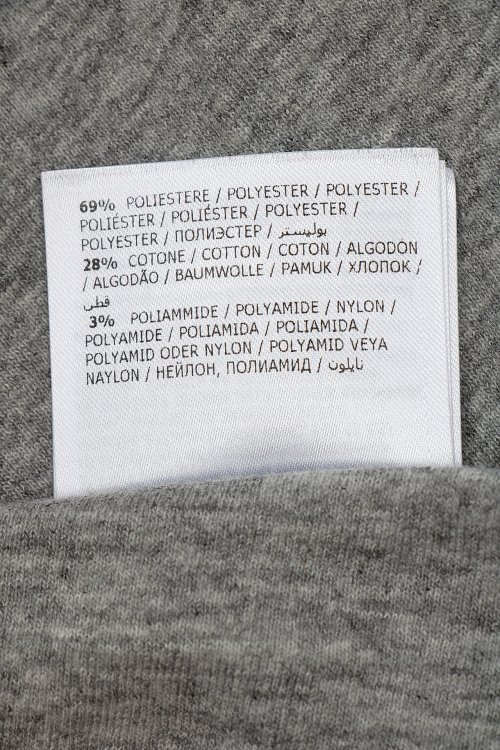 69% POLIESTERE / POLYESTER / POLYESTER /
POLIÉSTER / POLIÉSTER / POLYESTER /
POLYESTER / ПОЛИЭСТЕР / بوليستر
28% COTONE / COTTON / COTON / ALGODON
/ ALGODÃO / BAUMWOLLE / PAMUK / ХЛОПОК /
قطن
3% POLIAMMIDE / POLYAMIDE / NYLON /
POLYAMIDE / POLIAMIDA / POLIAMIDA /
POLYAMID ODER NYLON / POLYAMID VEYA
NAYLON / НЕЙЛОН, ПОЛИАМИД / نايلون